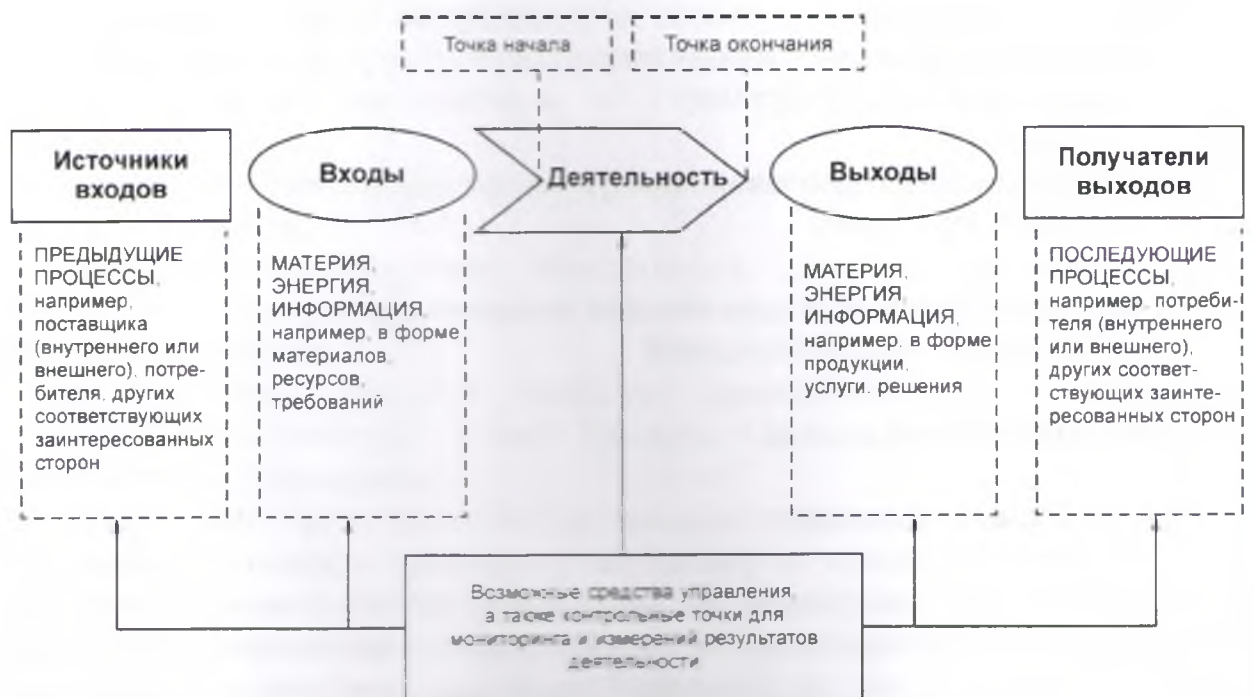 Точка начала
Точка окончания
Источники
входов
Входы
Деятельность
Выходы
Получатели
выходов
ПРЕДЫДУЩИЕ
ПРОЦЕССЫ,
например,
поставщика
(внутреннего или
внешнего), потре-
бителя, других
соответствующих
заинтересованных
сторон
МАТЕРИЯ,
ЭНЕРГИЯ,
ИНФОРМАЦИЯ,
например, в форме
материалов,
ресурсов,
требований
МАТЕРИЯ,
ЭНЕРГИЯ,
ИНФОРМАЦИЯ,
например, в форме
продукции,
услуги, решения
ПОСЛЕДУЮЩИЕ
ПРОЦЕССЫ,
например, потреби-
теля (внутреннего
или внешнего),
других соответ-
ствующих заинте-
ресованных сторон
Возможные средства управления
а также контрольные точки для
мониторинга и измерений результатов
деятельности